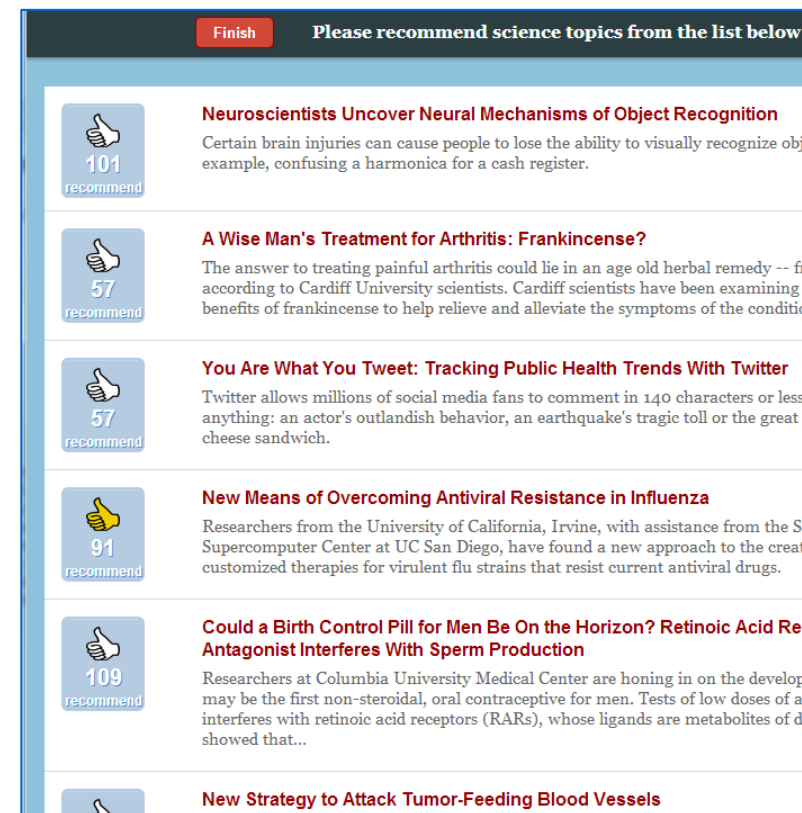 Finish
Please recommend science topics from the list below
101
recommend
Neuroscientists Uncover Neural Mechanisms of Object Recognition
Certain brain injuries can cause people to lose the ability to visually recognize
example, confusing a harmonica for a cash register.
57
recommend
A Wise Man's Treatment for Arthritis: Frankincense?
The answer to treating painful arthritis could lie in an age old herbal remedy --
according to Cardiff University scientists. Cardiff scientists have been examining
benefits of frankincense to help relieve and alleviate the symptoms of the
57
recommend
You Are What You Tweet: Tracking Public Health Trends With Twitter
Twitter allows millions of social media fans to comment in 140 characters or less
anything: an actor's outlandish behavior, an earthquake's tragic toll or the great
cheese sandwich.
91
recommend
New Means of Overcoming Antiviral Resistance in Influenza
Researchers from the University of California, Irvine, with assistance from the
Supercomputer Center at UC San Diego, have found a new approach to the
customized therapies for virulent flu strains that resist current antiviral drugs.
109
recommend
Could a Birth Control Pill for Men Be On the Horizon? Retinoic Acid
Antagonist Interferes With Sperm Production
Researchers at Columbia University Medical Center are honing in on the
may be the first non-steroidal, oral contraceptive for men. Tests of low doses of a
interferes with retinoic acid receptors (RARs), whose ligands are metabolites of
showed that...
New Strategy to Attack Tumor-Feeding Blood Vessels